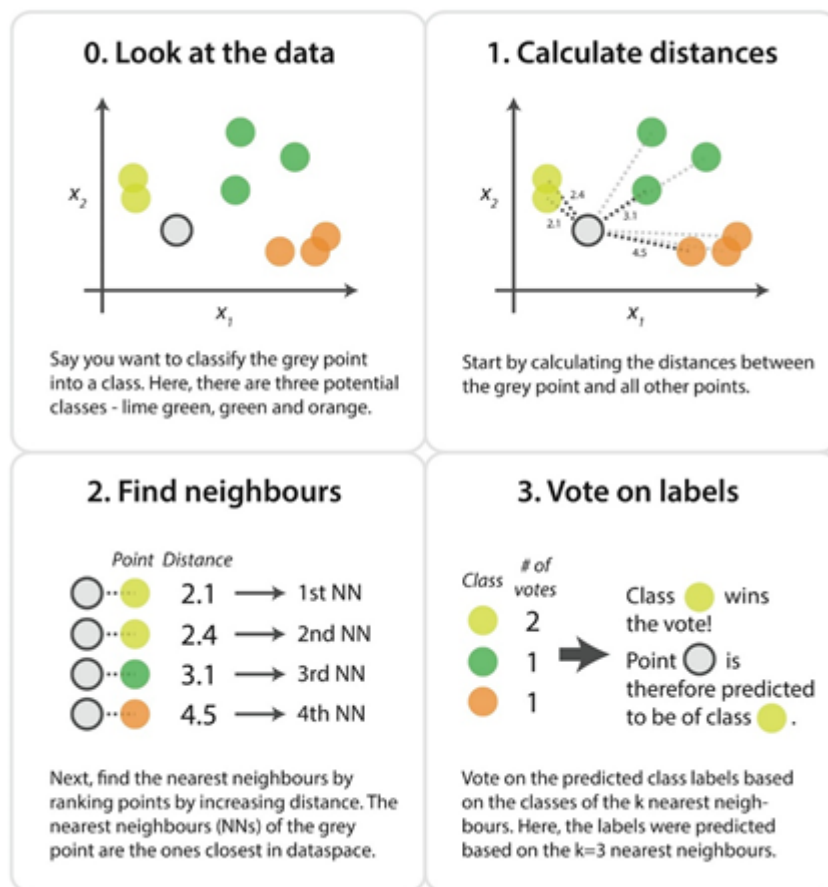 0. Look at the data
x2
x1
Say you want to classify the grey point
into a class. Here, there are three potential
classes - lime green, green and orange.
1. Calculate distances
x2
2.4
2.1
3.1
4.5
x1
Start by calculating the distances between
the grey point and all other points.
2. Find neighbours
Point Distance
2.1 1st NN
2.4 2nd NN
3.1 3rd NN
4.5 4th NN
Next, find the nearest neighbours by
ranking points by increasing distance. The
nearest neighbours (NNs) of the grey
point are the ones closest in dataspace.
3. Vote on labels
Class # of
votes
2
1
1
Class wins
the vote!
Point is
therefore predicted
to be of class .
Vote on the predicted class labels based
on the classes of the k nearest neigh-
bours. Here, the labels were predicted
based on the k=3 nearest neighbours.